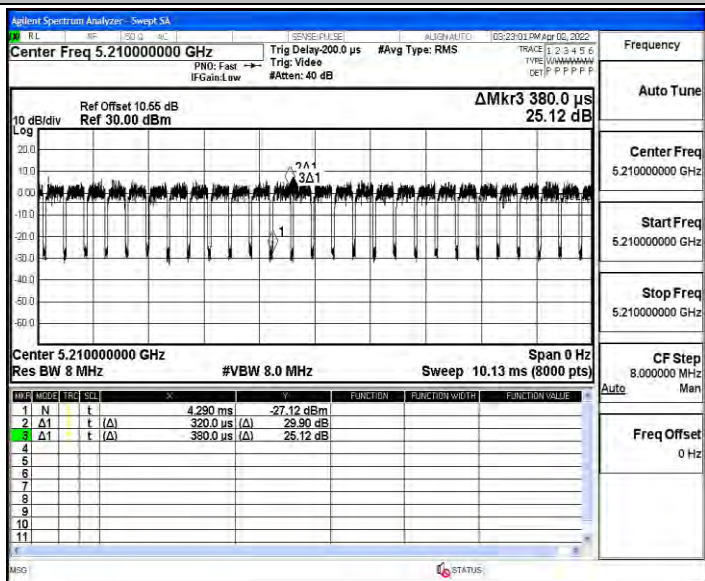 Agilent Spectrum Analyzer - Swept SA
RL RF 50 Ω AC SENSE:PULSE ALIGN AUTO 03:23:01 PM Apr 02, 2022
Center Freq 5.210000000 GHz
PNO: Fast
IFGain:Low
Trig Delay-200.0 µs
Trig: Video
#Atten: 40 dB
#Avg Type: RMS
TRACE 1 2 3 4 5 6
TYPE WWWWWW
DET P P P P P P
Frequency
Auto Tune
Center Freq
5.210000000 GHz
Start Freq
5.210000000 GHz
Stop Freq
5.210000000 GHz
CF Step
8.000000 MHz
Auto Man
Freq Offset
0 Hz
Ref Offset 10.55 dB
10 dB/div Ref 30.00 dBm
ΔMkr3 380.0 µs
25.12 dB
Log
20.0
10.0
0.00
-10.0
-20.0
-30.0
-40.0
-50.0
-60.0
2Δ1
3Δ1
1
Center 5.210000000 GHz Span 0 Hz
Res BW 8 MHz #VBW 8.0 MHz Sweep 10.13 ms (8000 pts)
MKR MODE TRC SCL X Y FUNCTION FUNCTION WIDTH FUNCTION VALUE
1 N t 4.290 ms -27.12 dBm
2 Δ1 t (Δ) 320.0 µs (Δ) 29.90 dB
3 Δ1 t (Δ) 380.0 µs (Δ) 25.12 dB
4
5
6
7
8
9
10
11
MSG STATUS